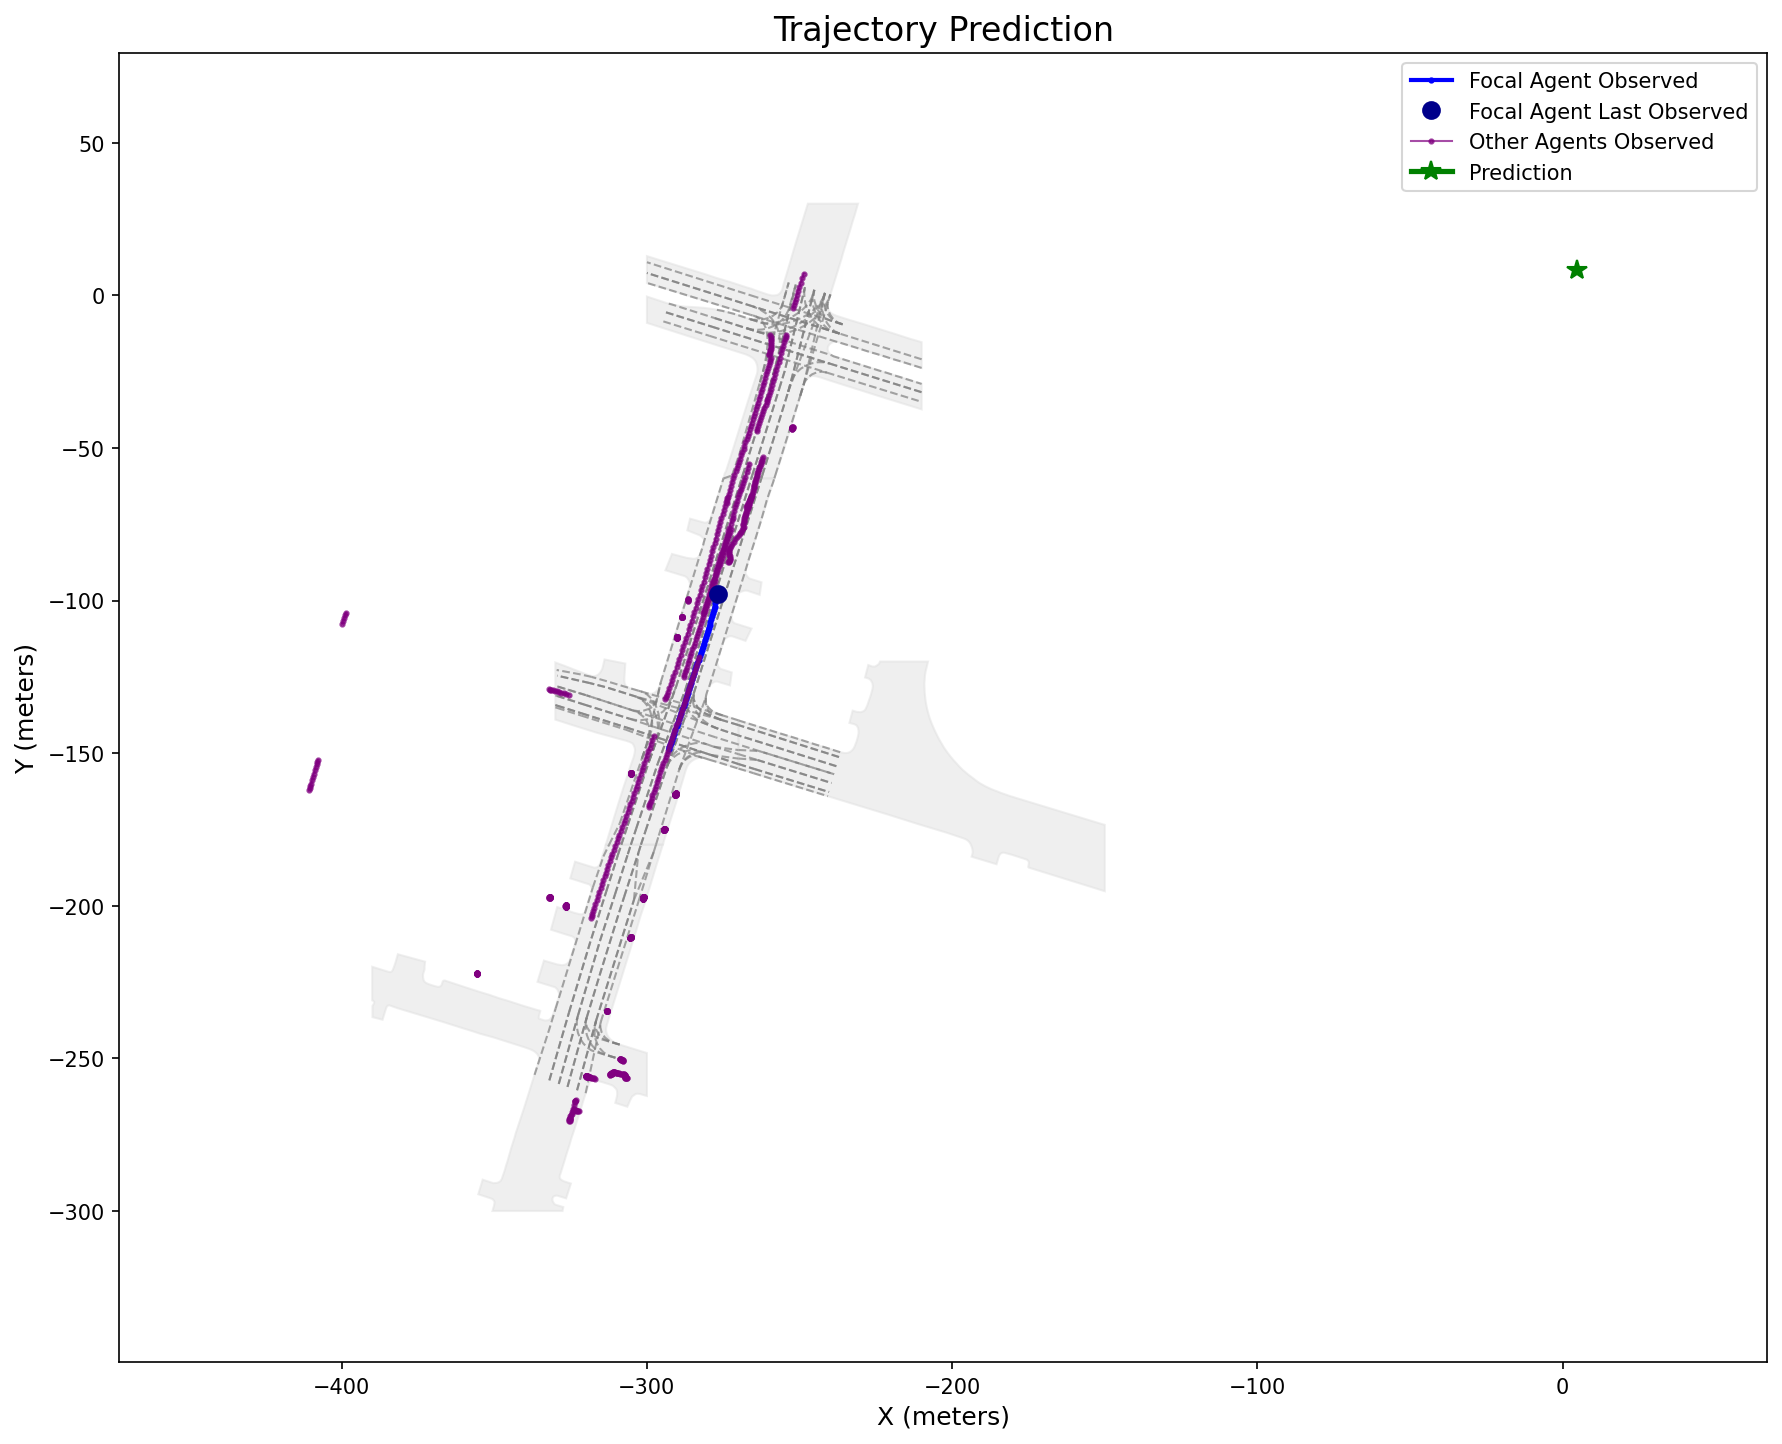 Trajectory Prediction
Focal Agent Observed
Focal Agent Last Observed
Other Agents Observed
Prediction
50
0
−50
−100
−150
−200
−250
−300
Y (meters)
−400
−300
−200
−100
0
X (meters)